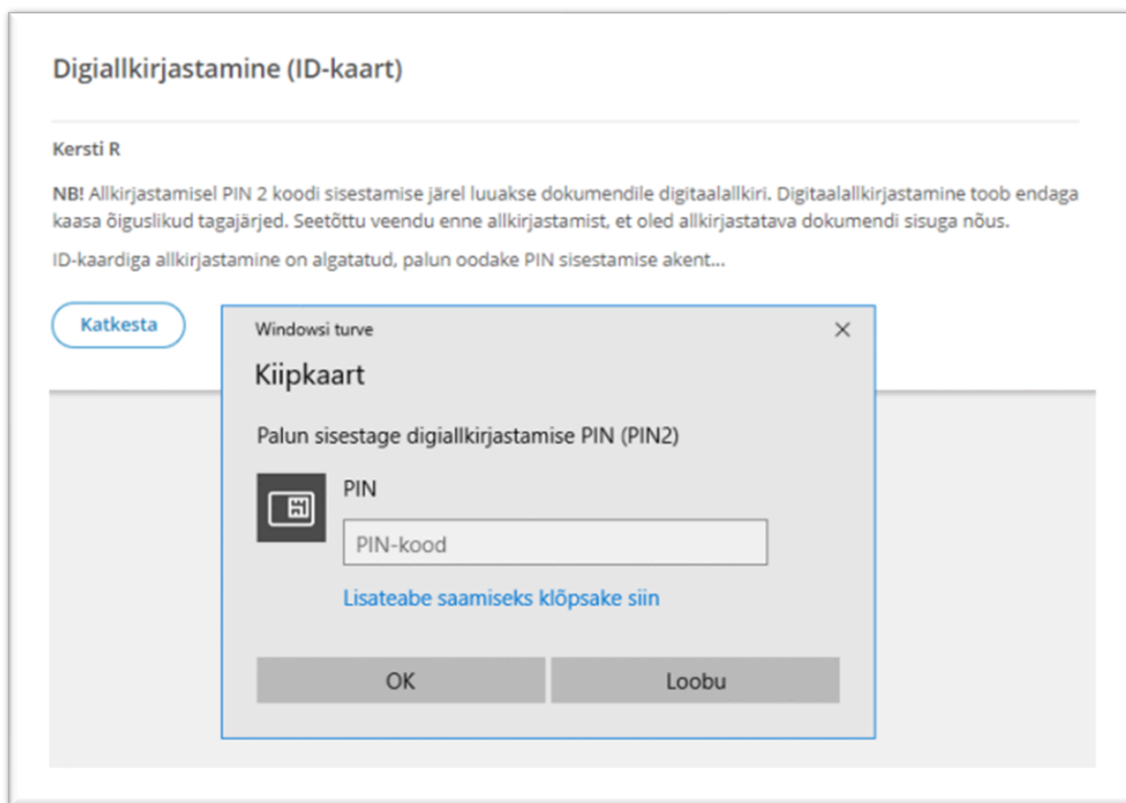 Digiallkirjastamine (ID-kaart)
Kersti R
NB! Allkirjastamisel PIN 2 koodi sisestamise järel luuakse dokumendile digitaalallkiri. Digitaalallkirjastamine toob endaga
kaasa õiguslikud tagajärjed. Seetõttu veendu enne allkirjastamist, et oled allkirjastatava dokumendi sisuga nõus.
ID-kaardiga allkirjastamine on algatatud, palun oodake PIN sisestamise akent...
Katkesta
Windowsi turve
Kiipkaart
Palun sisestage digiallkirjastamise PIN (PIN2)
PIN
PIN-kood
Lisateabe saamiseks klõpsake siin
OK
Loobu